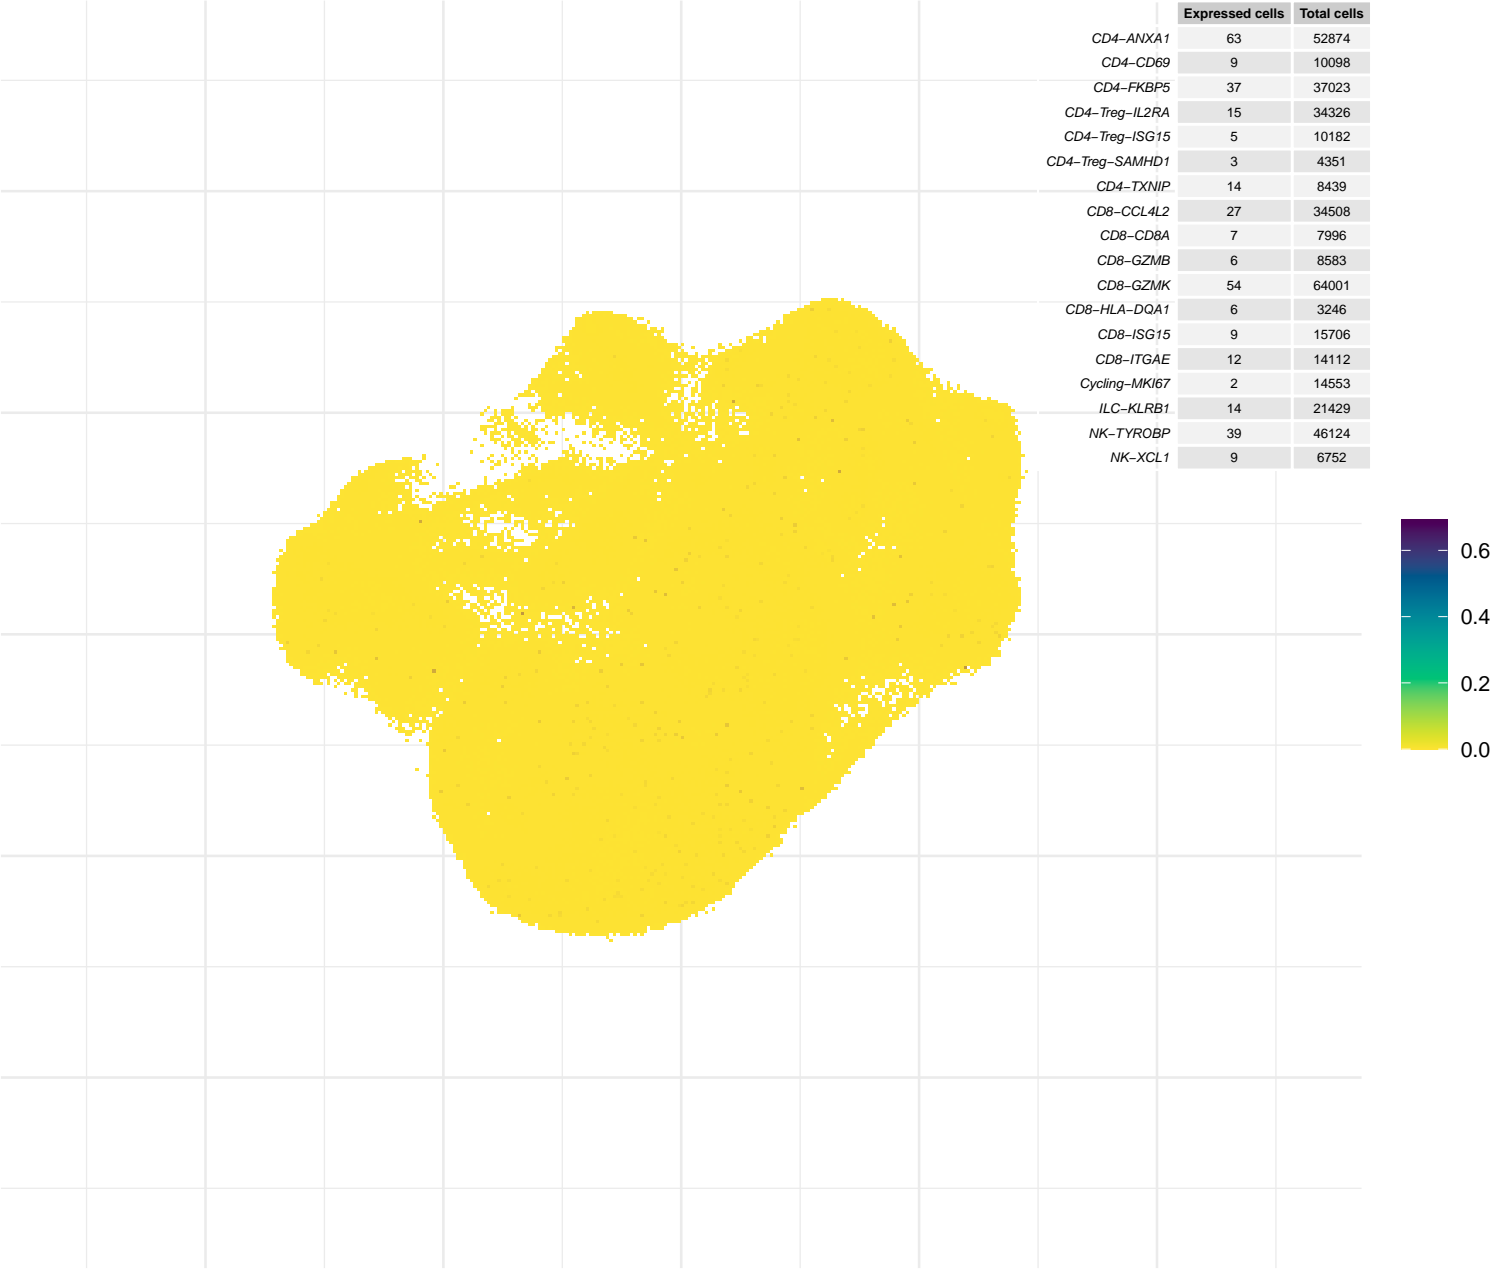 Expressed cells Total cells
CD4−ANXA1 63 52874
CD4−CD69 9 10098
CD4−FKBP5 37 37023
CD4−Treg−IL2RA 15 34326
CD4−Treg−ISG15 5 10182
CD4−Treg−SAMHD1 3 4351
CD4−TXNIP 14 8439
CD8−CCL4L2 27 34508
CD8−CD8A 7 7996
CD8−GZMB 6 8583
CD8−GZMK 54 64001
CD8−HLA−DQA1 6 3246
CD8−ISG15 9 15706
CD8−ITGAE 12 14112
Cycling−MKI67 2 14553
ILC−KLRB1 14 21429
NK−TYROBP 39 46124
NK−XCL1 9 6752
0.6
0.4
0.2
0.0